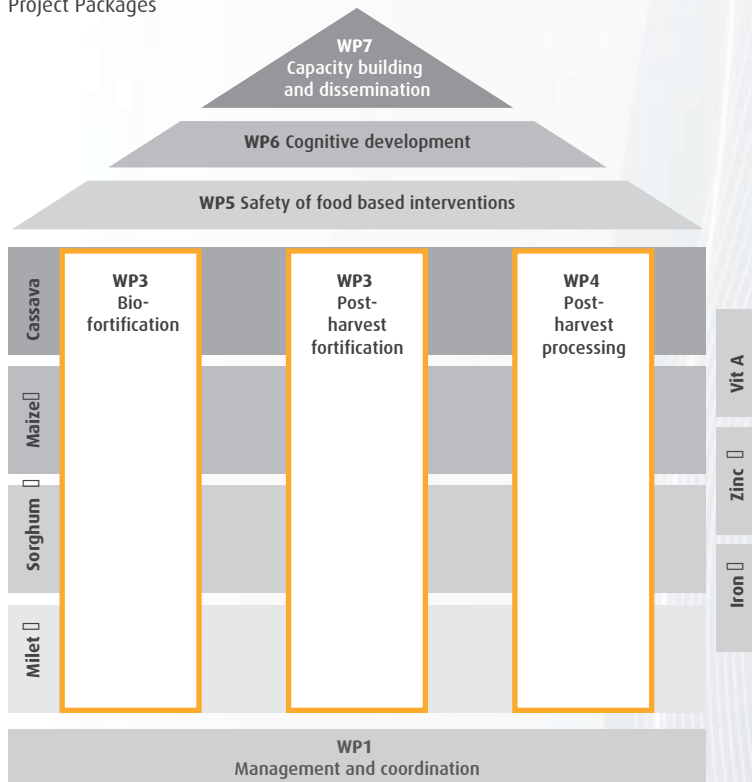 Project Packages
WP7
Capacity building
and dissemination
WP6 Cognitive development
WP5 Safety of food based interventions
Cassava
WP3
Bio-
fortification
WP3
Post-
harvest
fortification
WP4
Post-
harvest
processing
Maize
Sorghum
Milet
Vit A
Zinc
Iron
WP1
Management and coordination